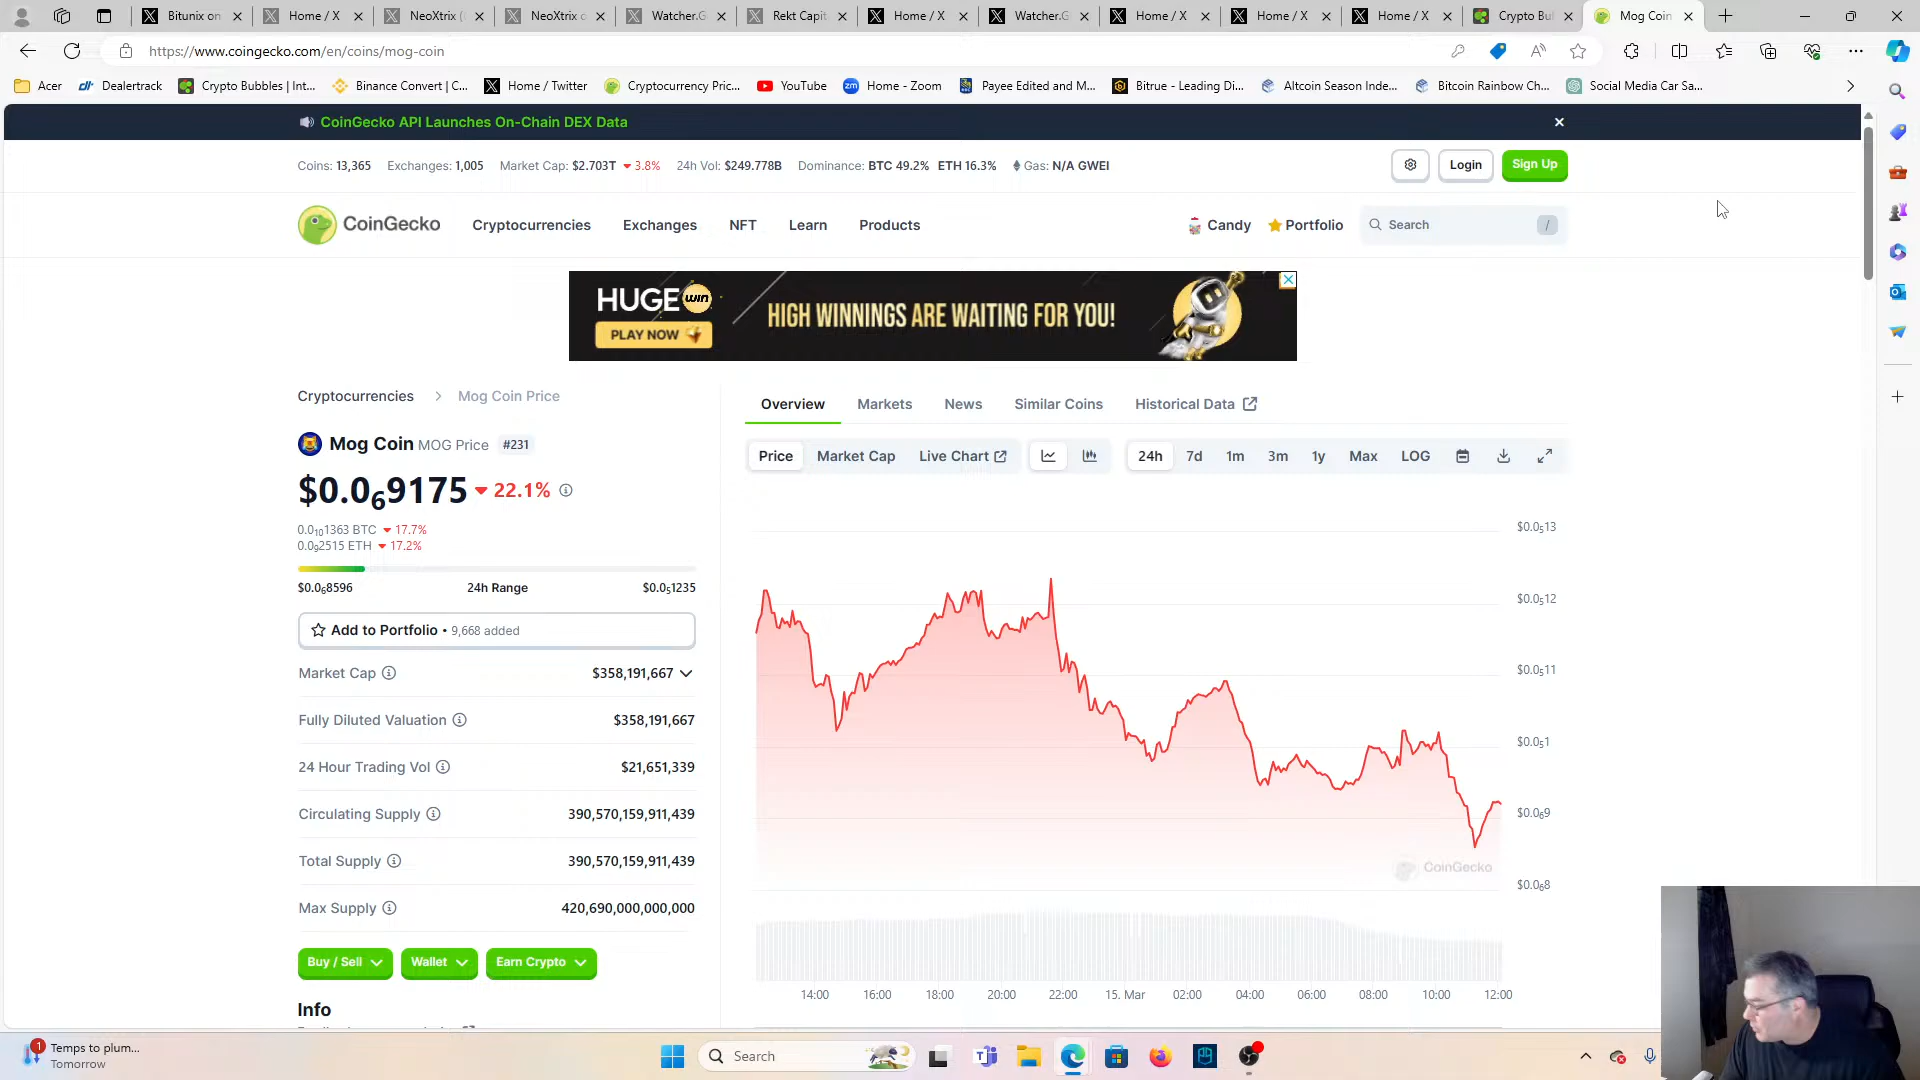 Bitunix on
Home / X
NeoXtrix (
NeoXtrix c
Watcher.G
Rekt Capit
Home / X
Watcher.G
Home / X
Home / X
Home / X
Crypto Bu
Mog Coin
https://www.coingecko.com/en/coins/mog-coin
Acer
Dealertrack
Crypto Bubbles | Int...
Binance Convert | C...
Home / Twitter
Cryptocurrency Pric...
YouTube
Home - Zoom
Payee Edited and M...
Bitrue - Leading Di...
Altcoin Season Inde...
Bitcoin Rainbow Ch...
Social Media Car Sa...
CoinGecko API Launches On-Chain DEX Data
Coins: 13,365 Exchanges: 1,005 Market Cap: $2.703T 3.8% 24h Vol: $249.778B Dominance: BTC 49.2% ETH 16.3% Gas: N/A GWEI
Login
Sign Up
CoinGecko
Cryptocurrencies Exchanges NFT Learn Products
Candy Portfolio
Search /
HUGE win
PLAY NOW
HIGH WINNINGS ARE WAITING FOR YOU!
Cryptocurrencies > Mog Coin Price
Mog Coin MOG Price #231
$0.0₆9175 22.1%
0.0₁₀1363 BTC 17.7%
0.0₉2515 ETH 17.2%
$0.0₆8596 24h Range $0.0₅1235
Add to Portfolio • 9,668 added
Market Cap $358,191,667
Fully Diluted Valuation $358,191,667
24 Hour Trading Vol $21,651,339
Circulating Supply 390,570,159,911,439
Total Supply 390,570,159,911,439
Max Supply 420,690,000,000,000
Buy / Sell Wallet Earn Crypto
Info
Overview Markets News Similar Coins Historical Data
Price Market Cap Live Chart 24h 7d 1m 3m 1y Max LOG
$0.0₅13
$0.0₅12
$0.0₅11
$0.0₅1
$0.0₆9
$0.0₆8
CoinGecko
14:00 16:00 18:00 20:00 22:00 15. Mar 02:00 04:00 06:00 08:00 10:00 12:00
1
Temps to plum...
Tomorrow
Search